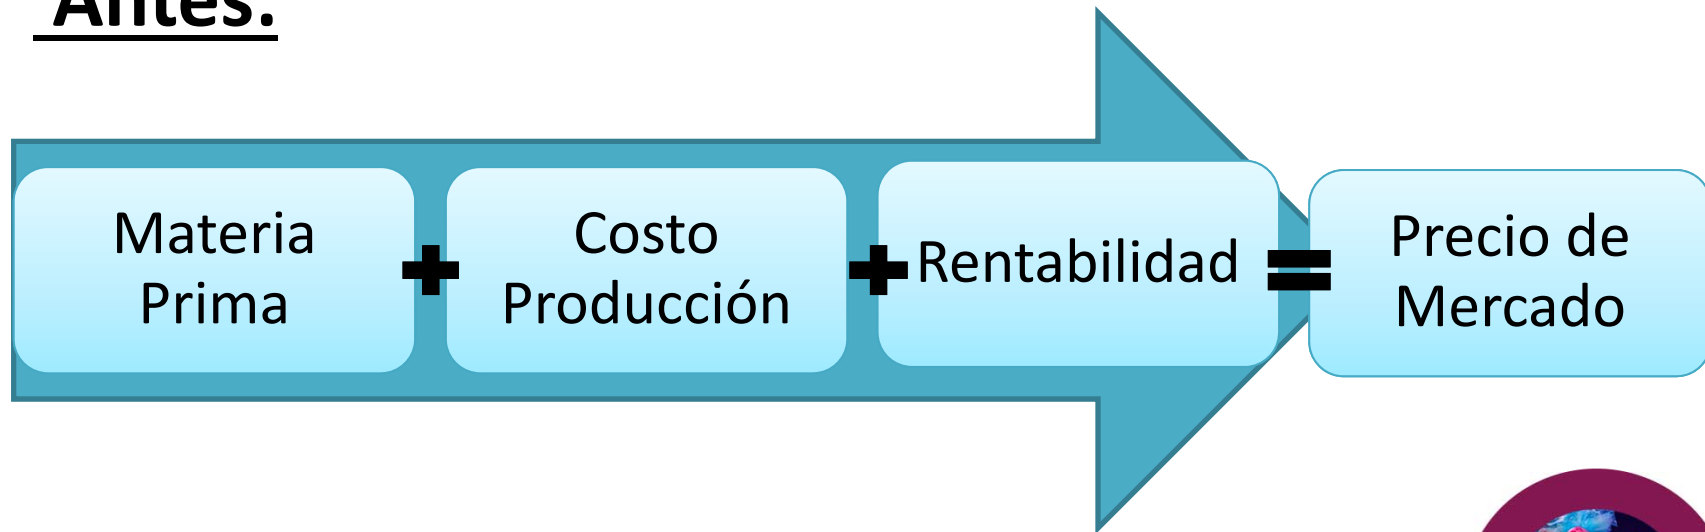 Antes:
Materia
Prima
+
Costo
Producción
+
Rentabilidad
=
Precio de
Mercado